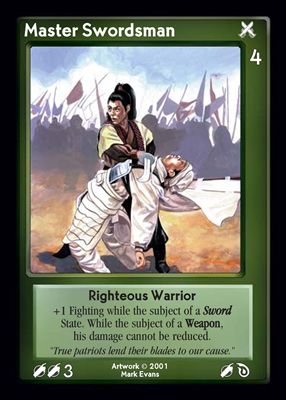 Master Swordsman
4
Righteous Warrior
+1 Fighting while the subject of a Sword
State. While the subject of a Weapon,
his damage cannot be reduced.
"True patriots lend their blades to our cause."
Artwork © 2001
Mark Evans
3